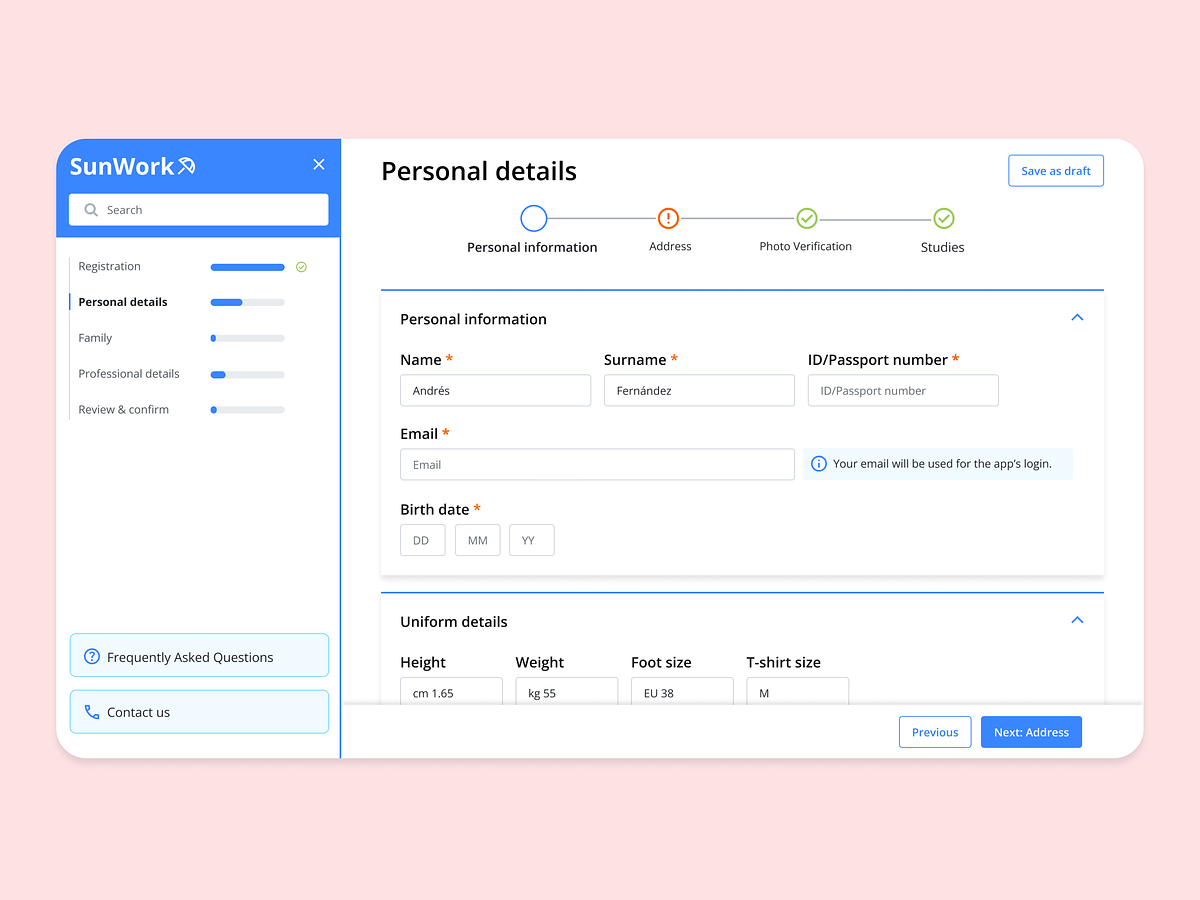 SunWork
Search
Registration
Personal details
Family
Professional details
Review & confirm
Frequently Asked Questions
Contact us
Personal details
Save as draft
Personal information
Address
Photo Verification
Studies
Personal information
Name *
Surname *
ID/Passport number *
Andrés
Fernández
ID/Passport number
Email *
Email
Your email will be used for the app's login.
Birth date *
DD
MM
YY
Uniform details
Height
Weight
Foot size
T-shirt size
cm 1.65
kg 55
EU 38
M
Previous
Next: Address